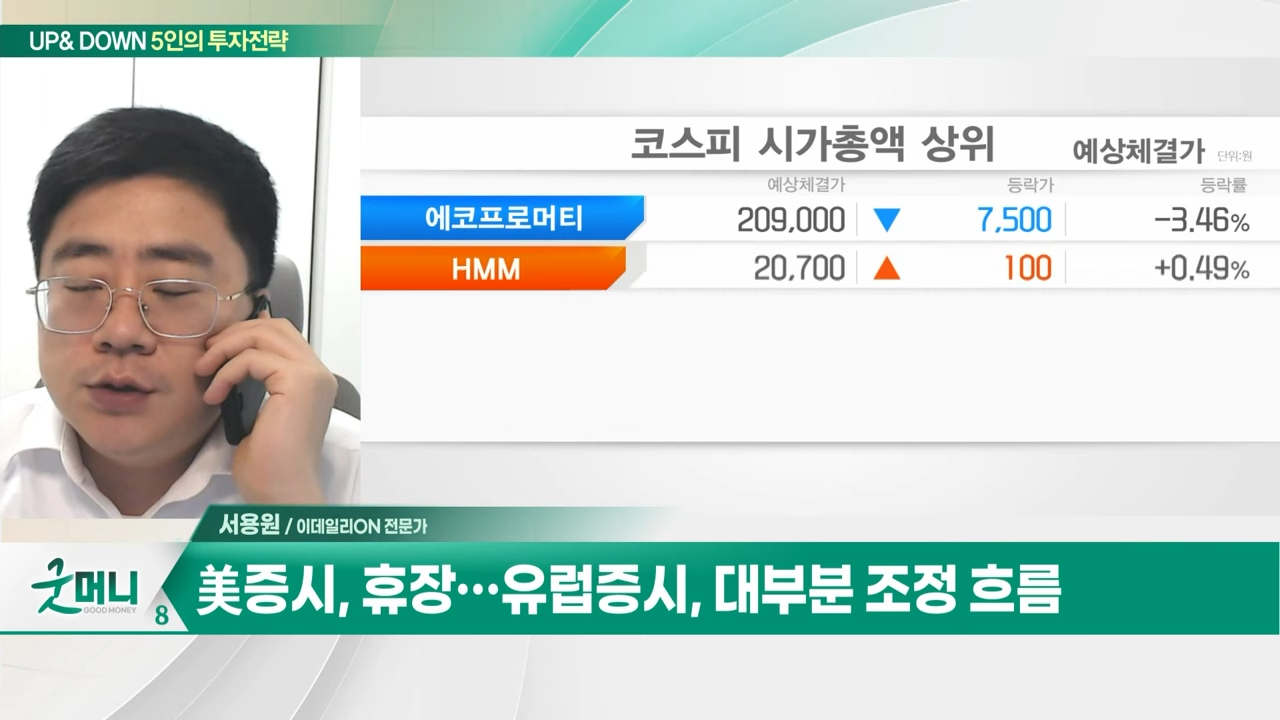 UP& DOWN 5인의 투자전략
코스피 시가총액 상위 예상체결가 단위:원
예상체결가 등락가 등락률
에코프로머티 209,000 ▼ 7,500 -3.46%
HMM 20,700 ▲ 100 +0.49%
서용원 / 이데일리ON 전문가
굿머니
GOOD MONEY
8
美증시, 휴장…유럽증시, 대부분 조정 흐름